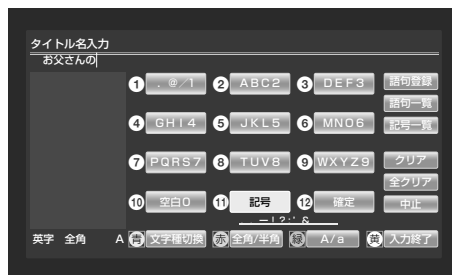 タイトル名入力
お父さんの
1 .@/1 2 ABC2 3 DEF3 語句登録
語句一覧
4 GHI4 5 JKL5 6 MNO6 記号一覧
7 PQRS7 8 TUV8 9 WXYZ9 クリア
全クリア
10 空白0 11 記号 12 確定 中止
―!?:' &
英字 全角 A 青 文字種切換 赤 全角/半角 緑 A/a 黄 入力終了